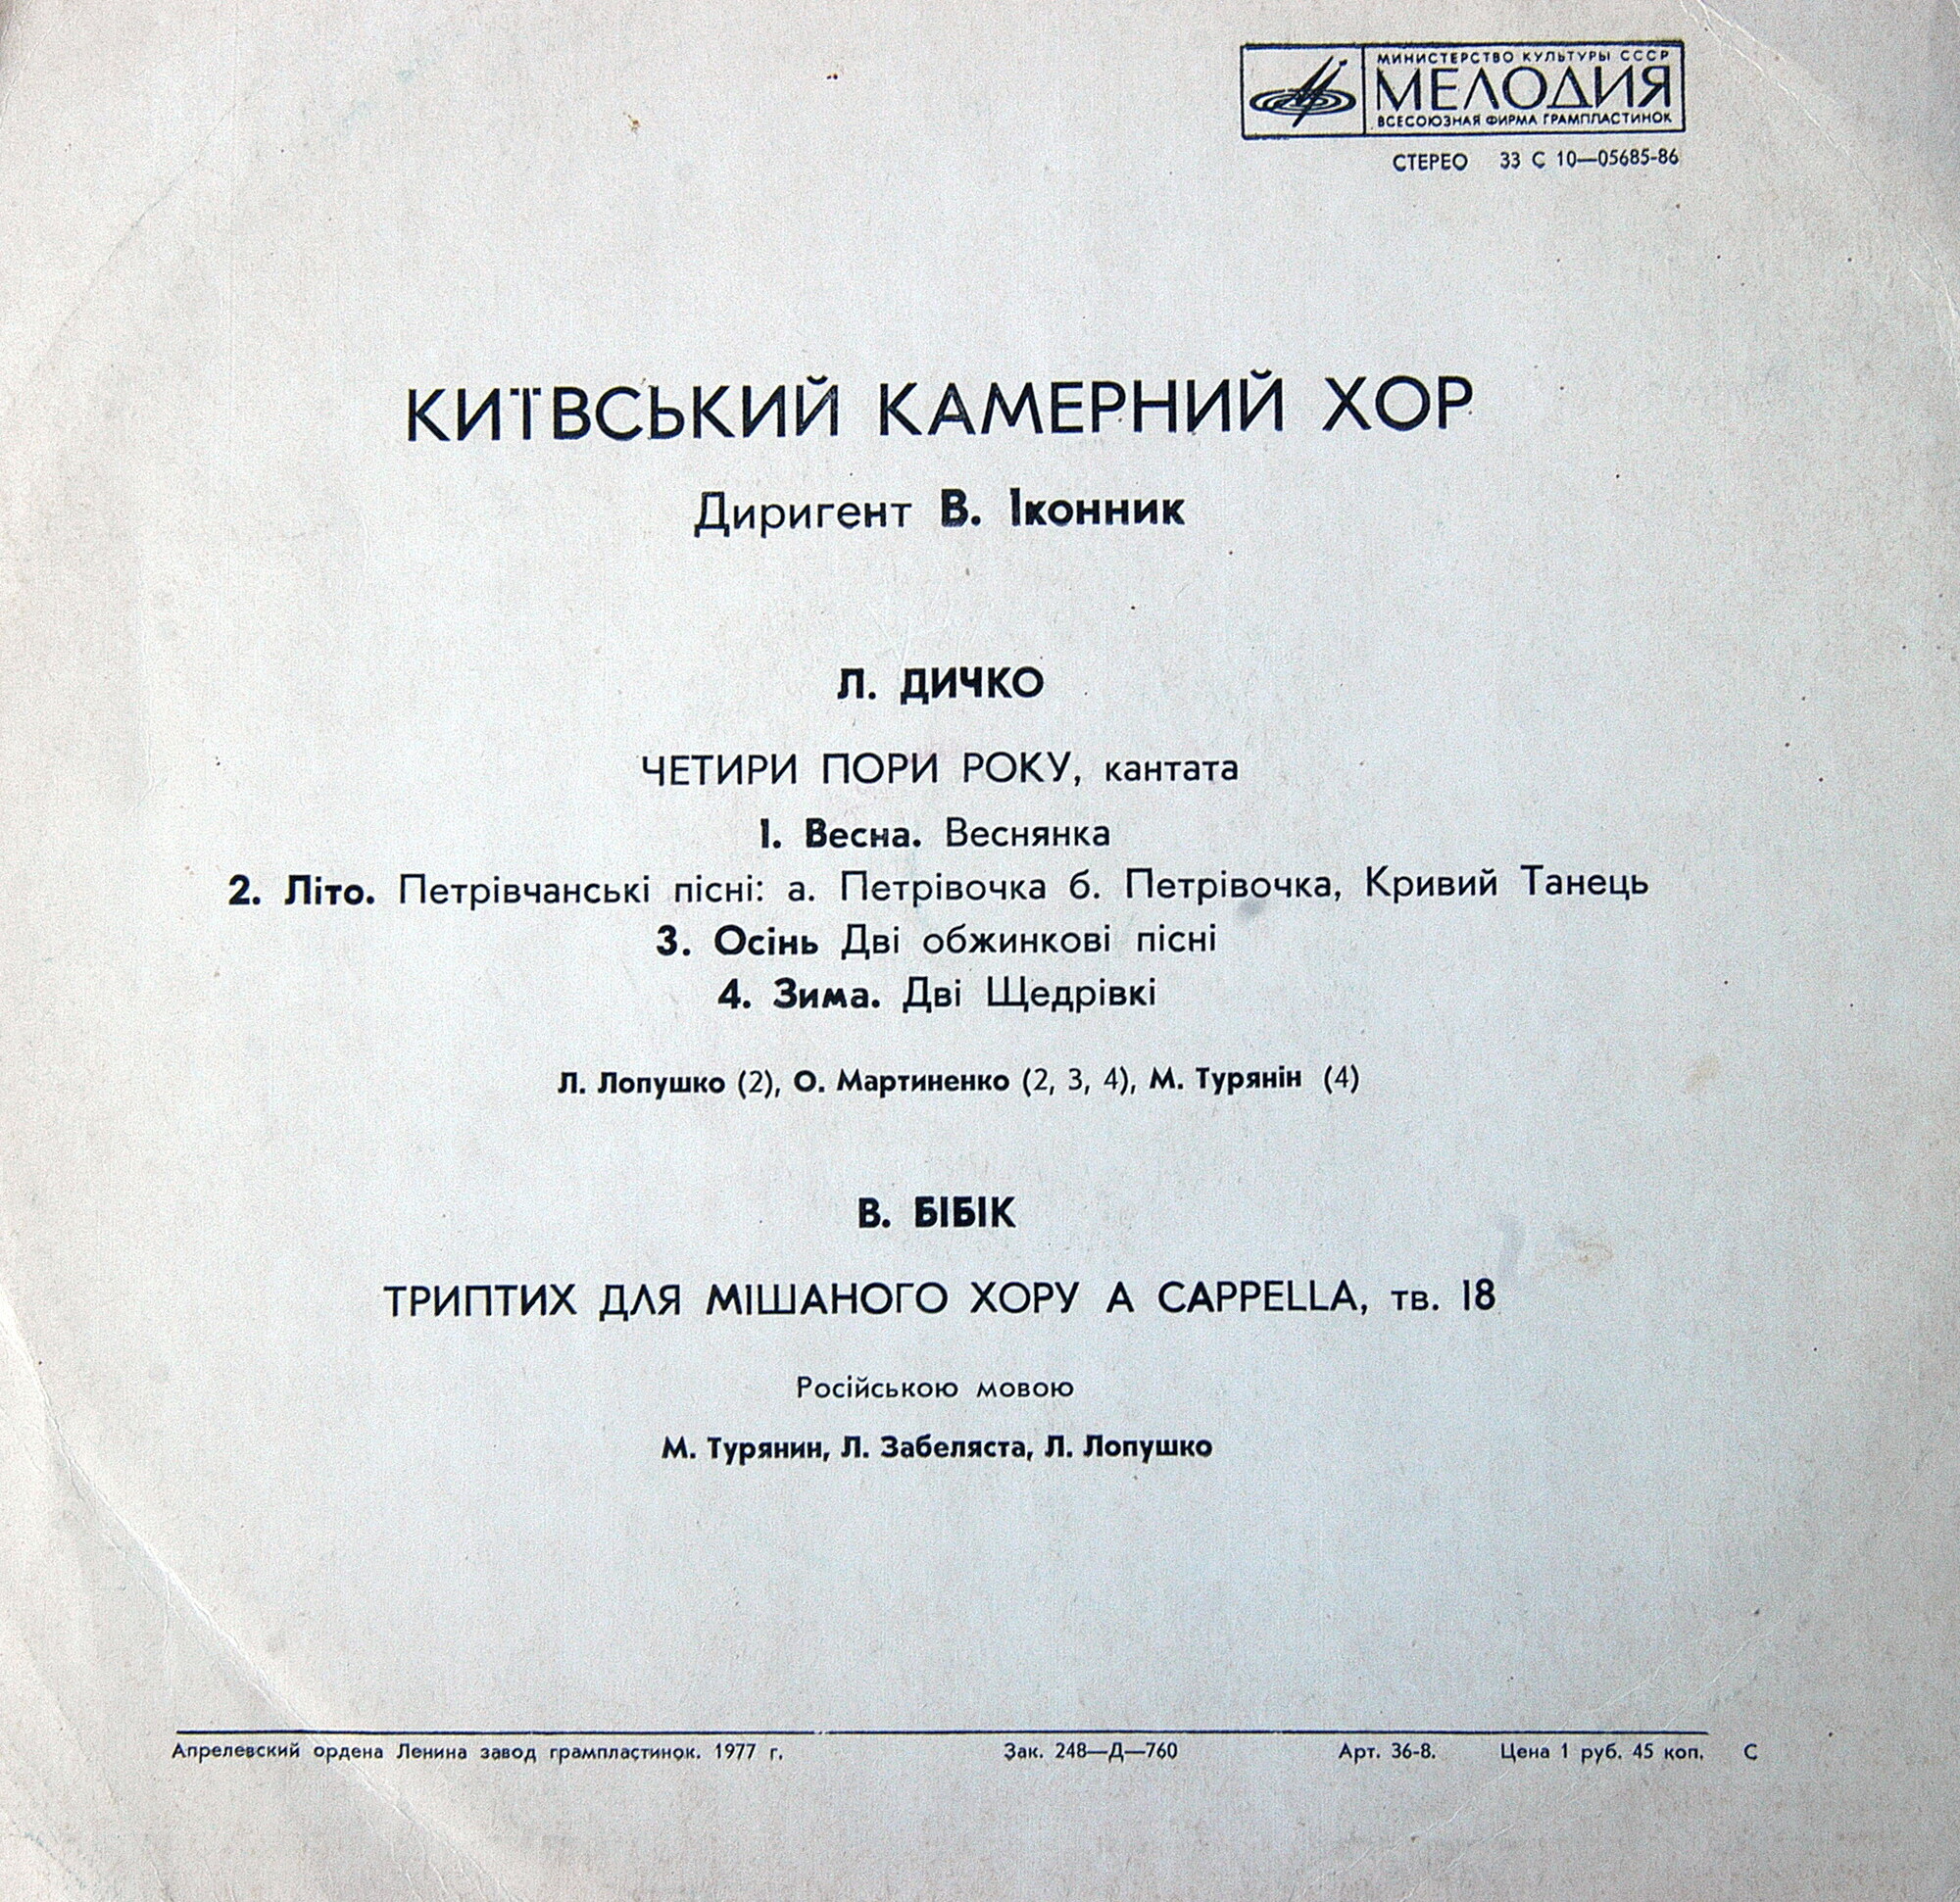 МИНИСТЕРСТВО КУЛЬТУРЫ СССР
МЕЛОДИЯ
ВСЕСОЮЗНАЯ ФИРМА ГРАМПЛАСТИНОК
СТЕРЕО 33 С 10—05685-86
КИЇВСЬКИЙ КАМЕРНИЙ ХОР
Диригент В. Іконник
Л. ДИЧКО
ЧЕТИРИ ПОРИ РОКУ, кантата
1. Весна. Веснянка
2. Літо. Петрівчанські пісні: а. Петрівочка б. Петрівочка, Кривий Танець
3. Осінь Дві обжинкові пісні
4. Зима. Дві Щедрівкі
Л. Лопушко (2), О. Мартиненко (2, 3, 4), М. Турянін (4)
В. БІБІК
ТРИПТИХ ДЛЯ МІШАНОГО ХОРУ A CAPPELLA, тв. 18
Російською мовою
М. Турянин, Л. Забеляста, Л. Лопушко
Апрелевский ордена Ленина завод грампластинок. 1977 г. Зак. 248—Д—760 Арт. 36-8. Цена 1 руб. 45 коп. С